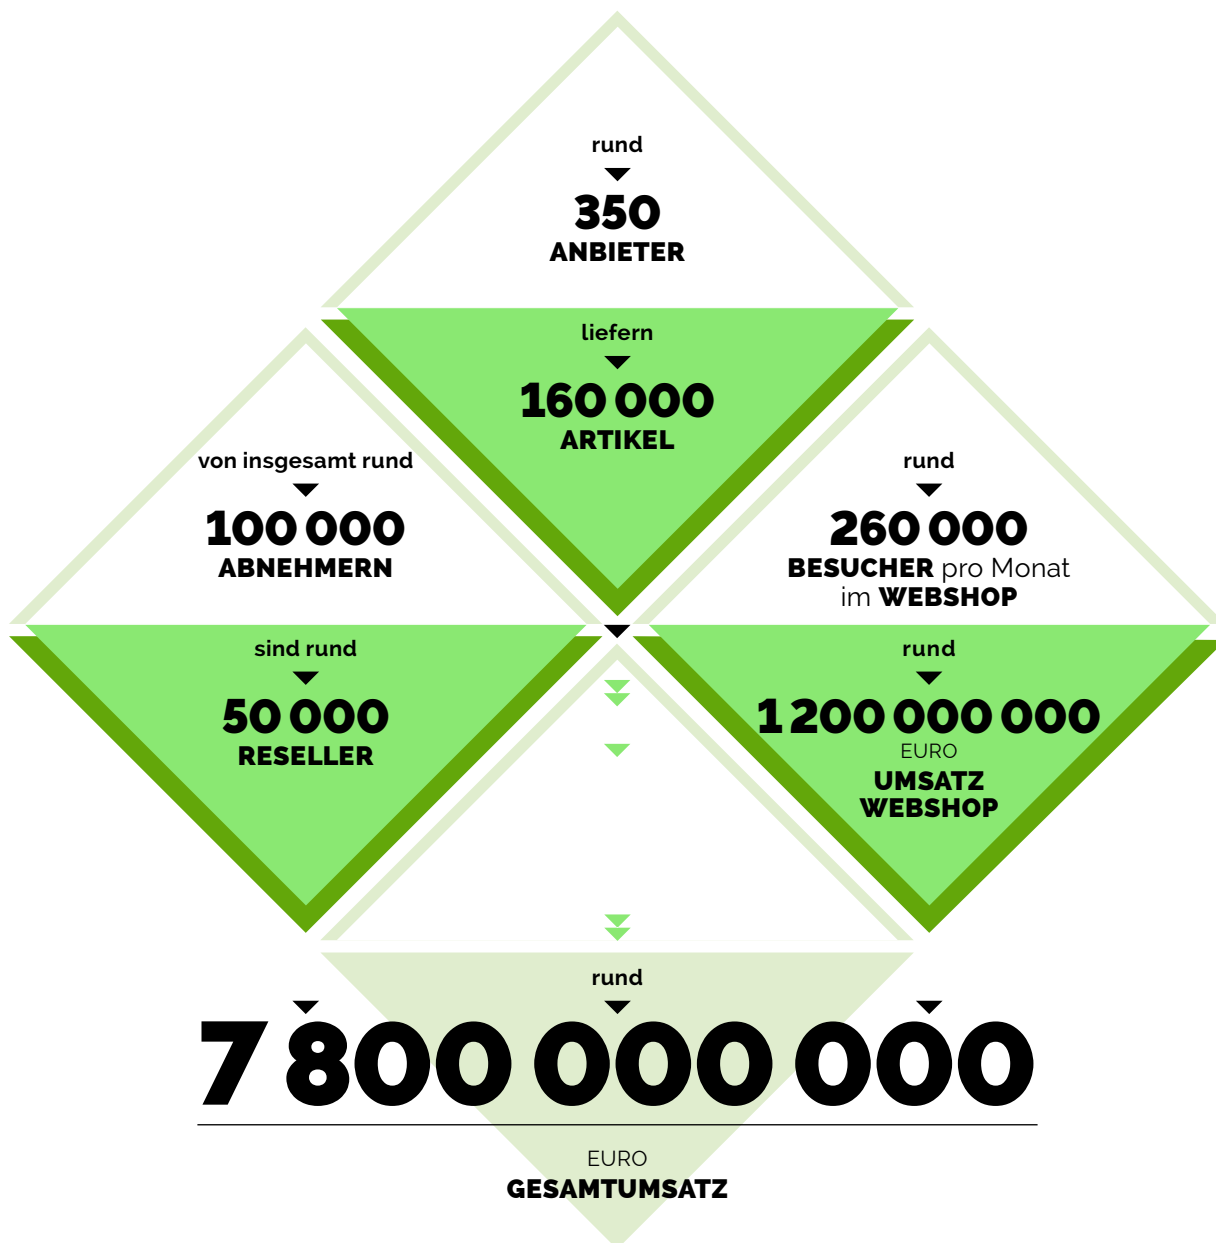 rund
350
ANBIETER
liefern
160 000
ARTIKEL
von insgesamt rund
100 000
ABNEHMERN
sind rund
50 000
RESELLER
rund
260 000
BESUCHER pro Monat
im WEBSHOP
rund
1 200 000 000
EURO
UMSATZ
WEBSHOP
rund
7 800 000 000
EURO
GESAMTUMSATZ